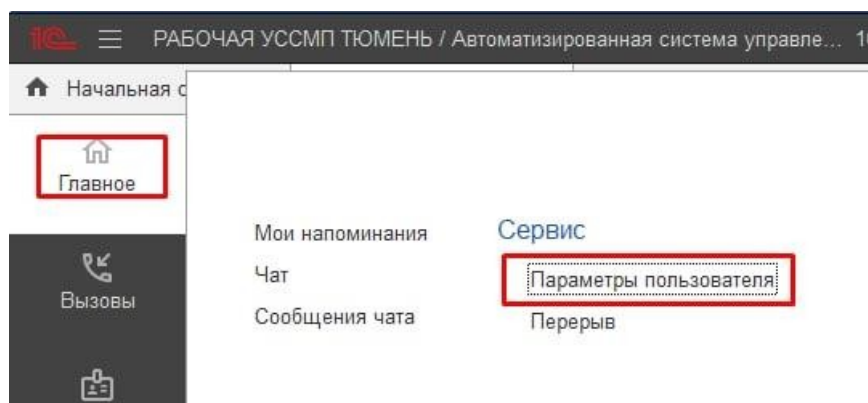 1С РАБОЧАЯ УССМП ТЮМЕНЬ / Автоматизированная система управле...
Начальная
Главное
Мои напоминания
Сервис
Чат
Параметры пользователя
Вызовы
Сообщения чата
Перерыв